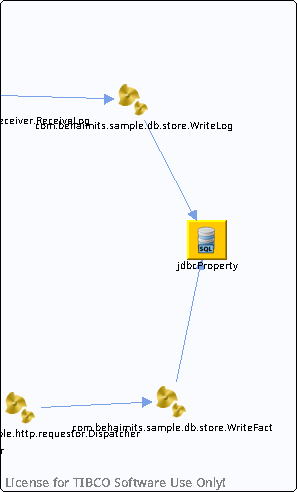 eceiver.ReceiveLog
com.behaimits.sample.db.store.WriteLog
SQL
jdbcProperty
com.behaimits.sample.db.store.WriteFact
ple.http.requestor.Dispatcher
r
License for TIBCO Software Use Only!